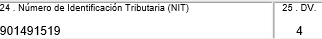 24 . Número de Identificación Tributaria (NIT) 25 . DV.
901491519 4